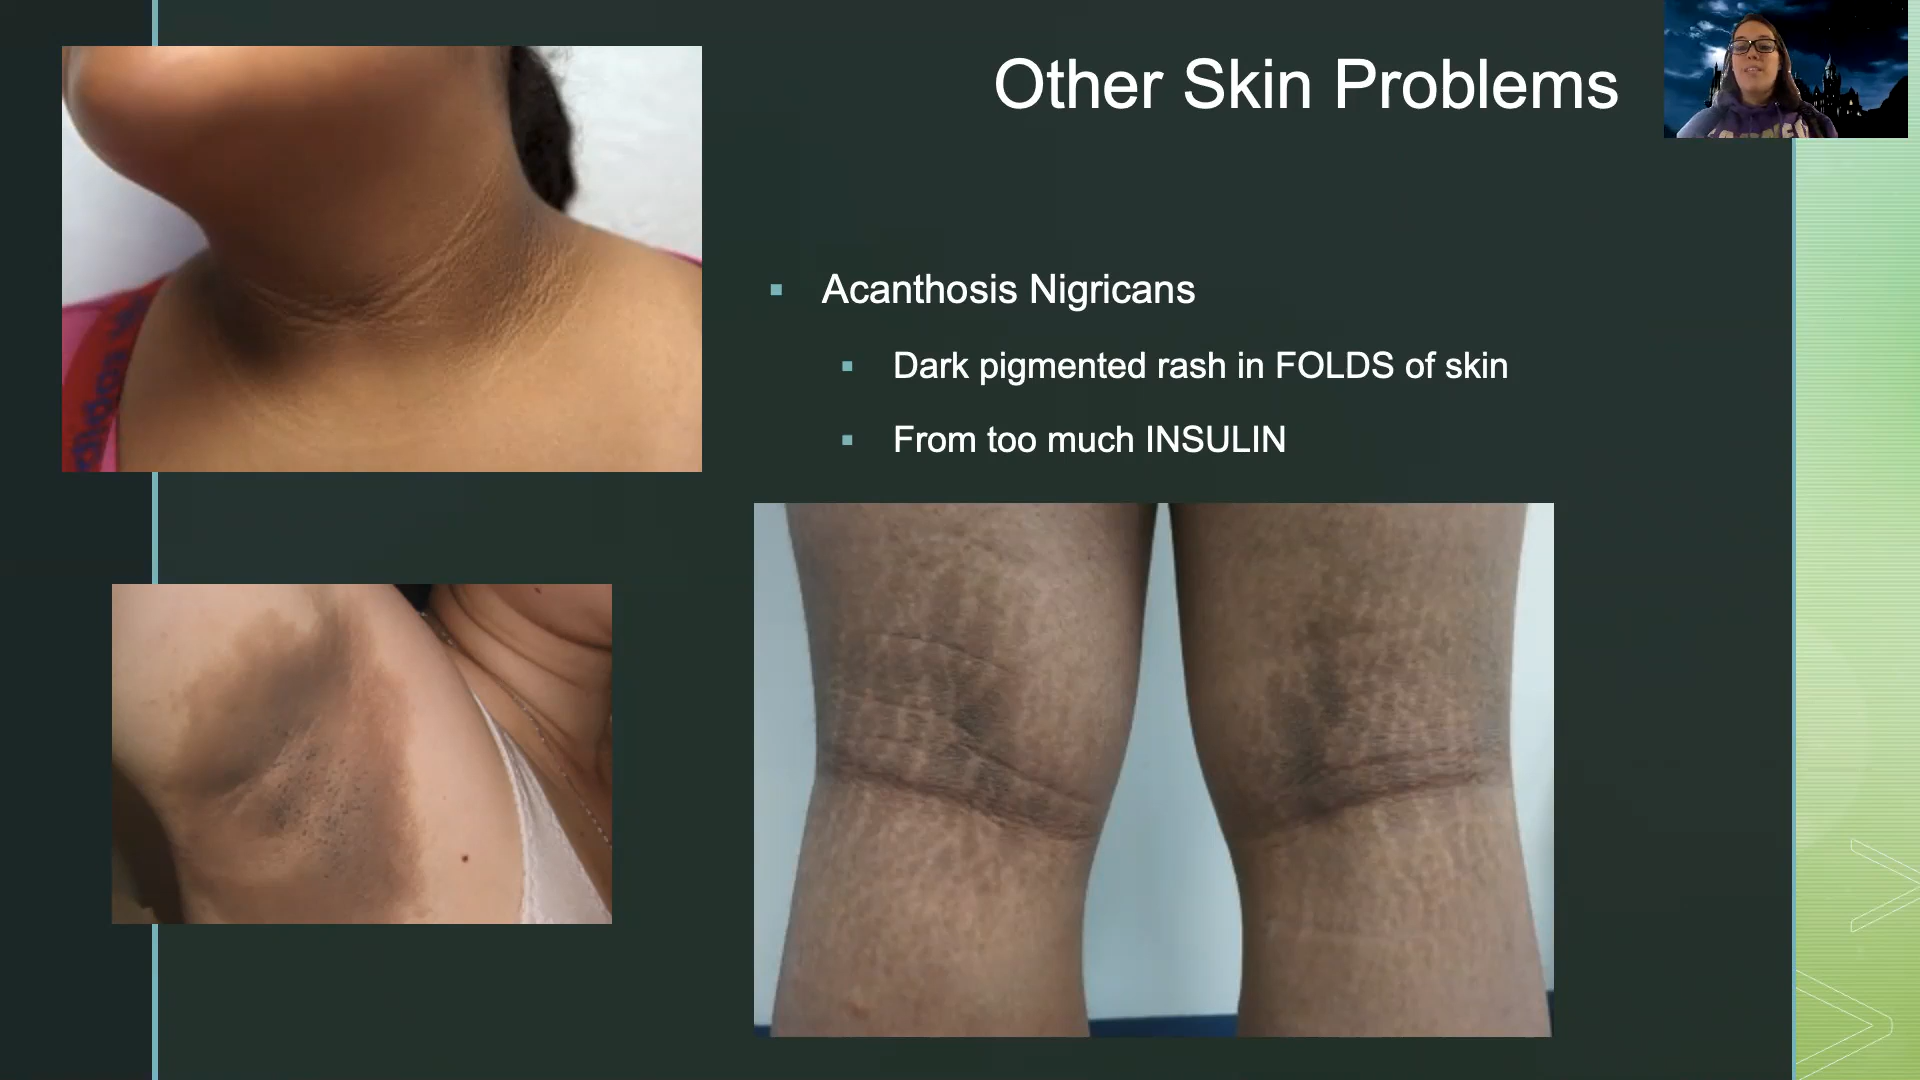 Other Skin Problems
Acanthosis Nigricans
Dark pigmented rash in FOLDS of skin
From too much INSULIN